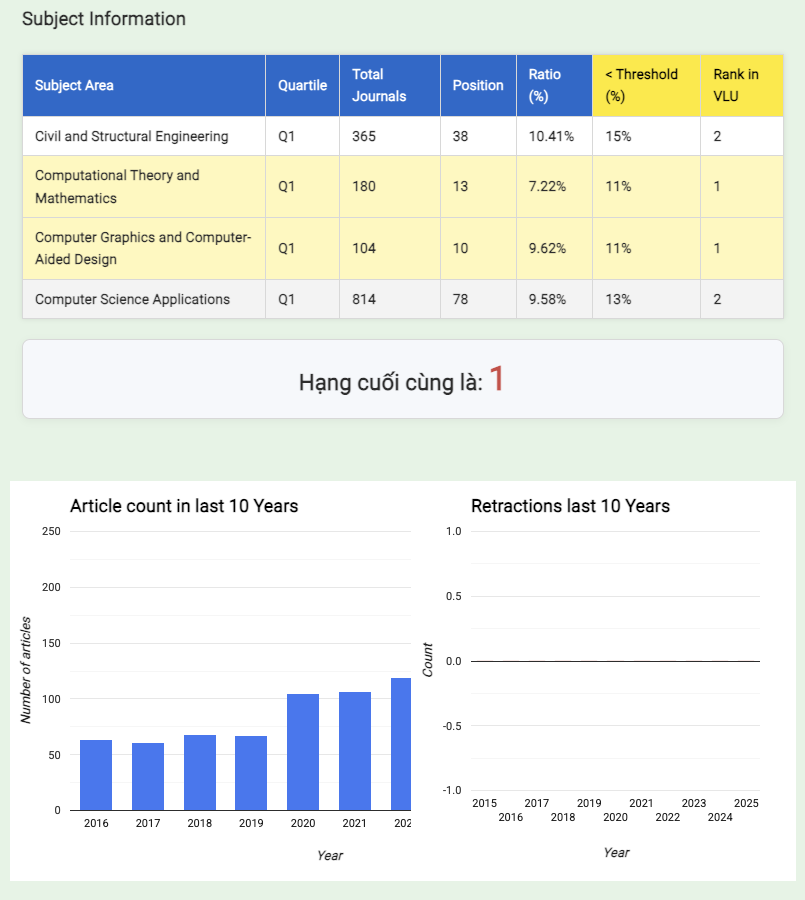 Subject Information
Subject Area Quartile Total Journals Position Ratio (%) < Threshold (%) Rank in VLU
Civil and Structural Engineering Q1 365 38 10.41% 15% 2
Computational Theory and Mathematics Q1 180 13 7.22% 11% 1
Computer Graphics and Computer-Aided Design Q1 104 10 9.62% 11% 1
Computer Science Applications Q1 814 78 9.58% 13% 2
Hạng cuối cùng là: 1
Article count in last 10 Years
Number of articles
250
200
150
100
50
0
2016 2017 2018 2019 2020 2021 202
Year
Retractions last 10 Years
Count
1.0
0.5
0.0
-0.5
-1.0
2015 2017 2019 2021 2023 2025
2016 2018 2020 2022 2024
Year